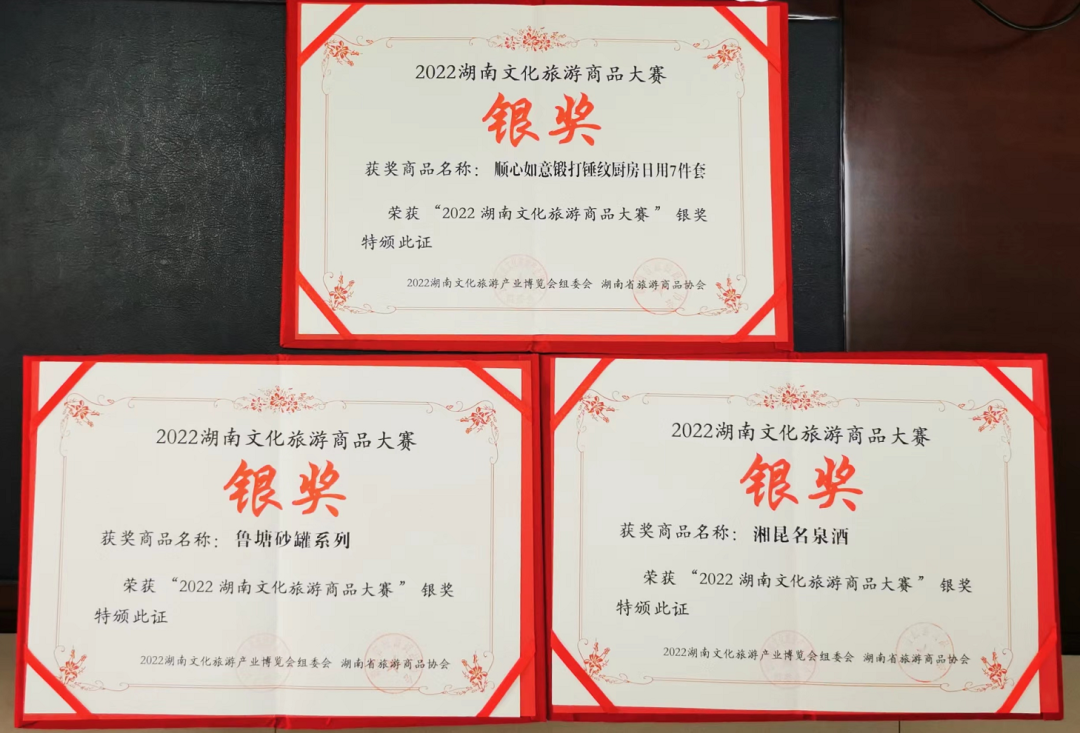 2022湖南文化旅游商品大赛
银奖
获奖商品名称：顺心如意锻打锤纹厨房日用7件套
荣获“2022湖南文化旅游商品大赛”银奖
特颁此证
2022湖南文化旅游产业博览会组委会 湖南省旅游商品协会
2022湖南文化旅游商品大赛
银奖
获奖商品名称：鲁塘砂罐系列
荣获“2022湖南文化旅游商品大赛”银奖
特颁此证
2022湖南文化旅游产业博览会组委会 湖南省旅游商品协会
2022湖南文化旅游商品大赛
银奖
获奖商品名称：湘昆名泉酒
荣获“2022湖南文化旅游商品大赛”银奖
特颁此证
2022湖南文化旅游产业博览会组委会 湖南省旅游商品协会